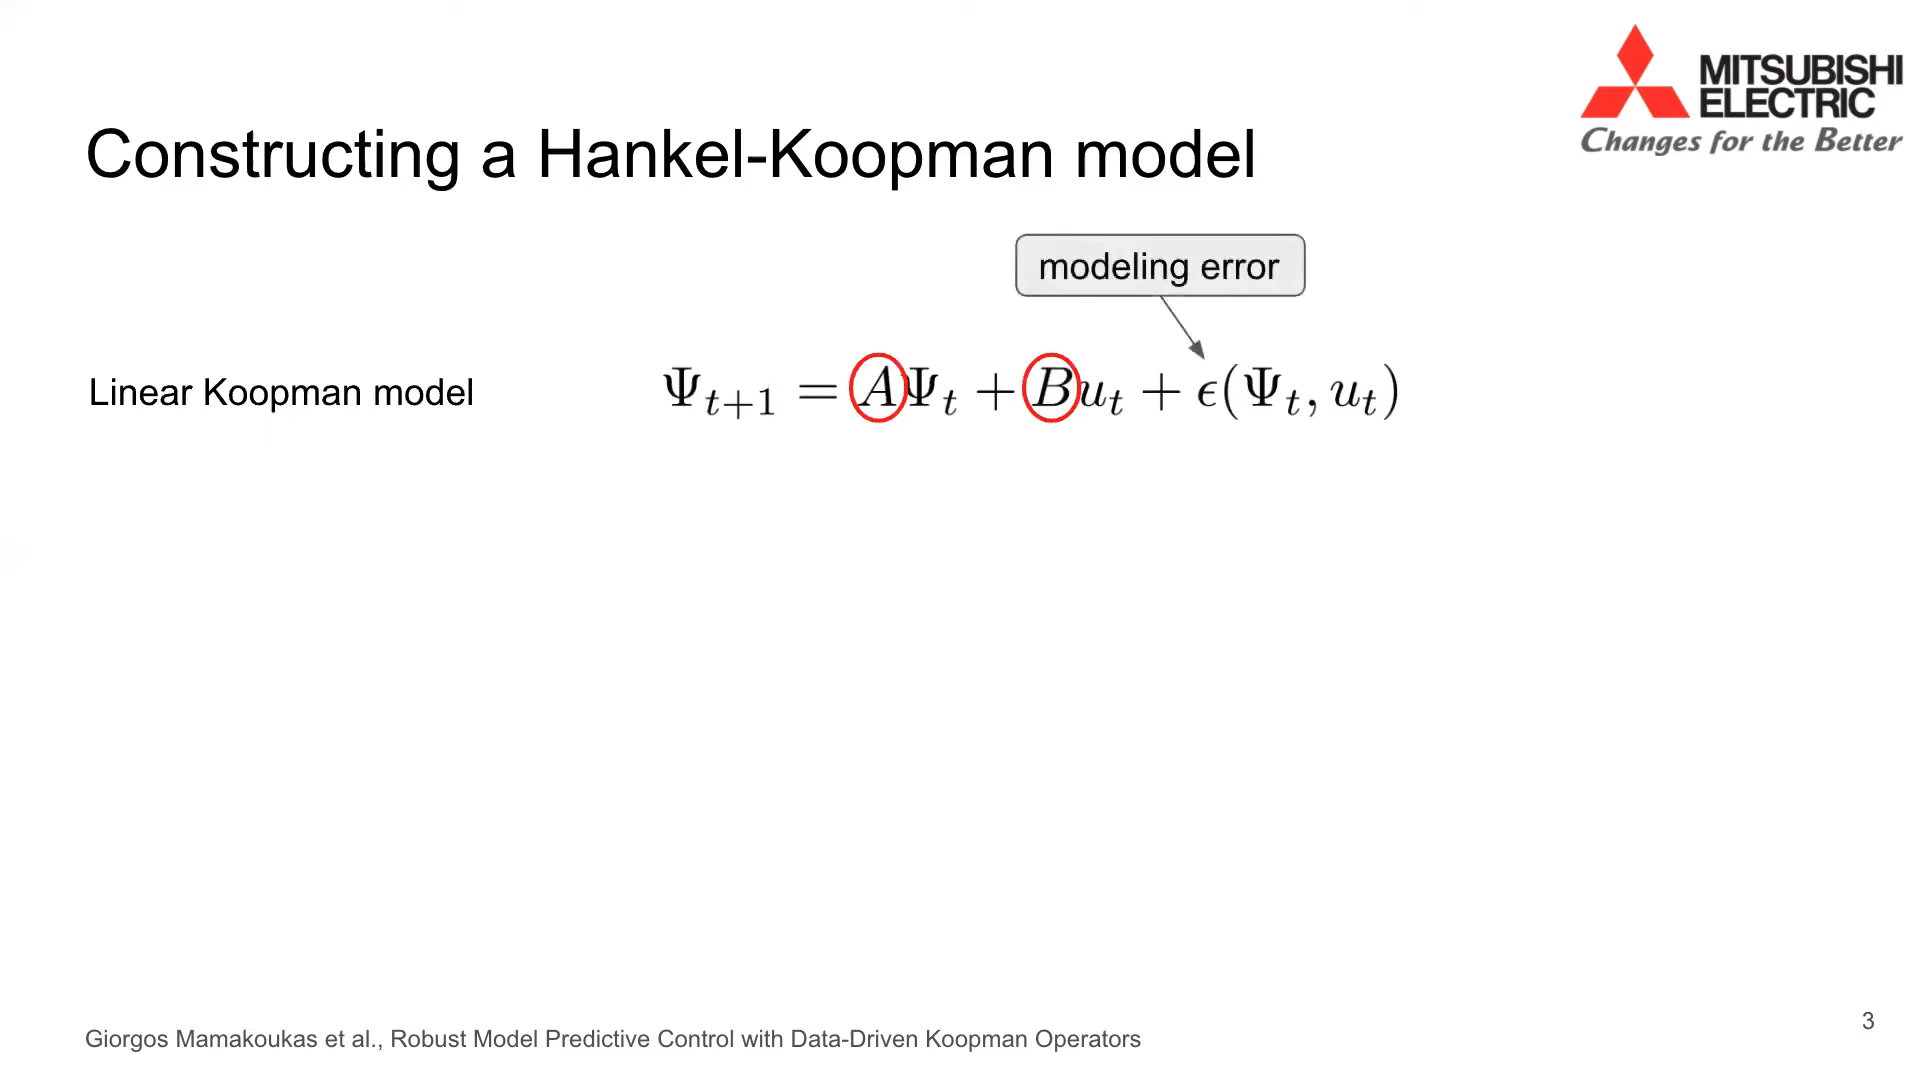 MITSUBISHI
ELECTRIC
Changes for the Better
Constructing a Hankel-Koopman model
modeling error
Linear Koopman model
Ψ_{t+1} = AΨ_t + Bu_t + ϵ(Ψ_t, u_t)
Giorgos Mamakoukas et al., Robust Model Predictive Control with Data-Driven Koopman Operators
3